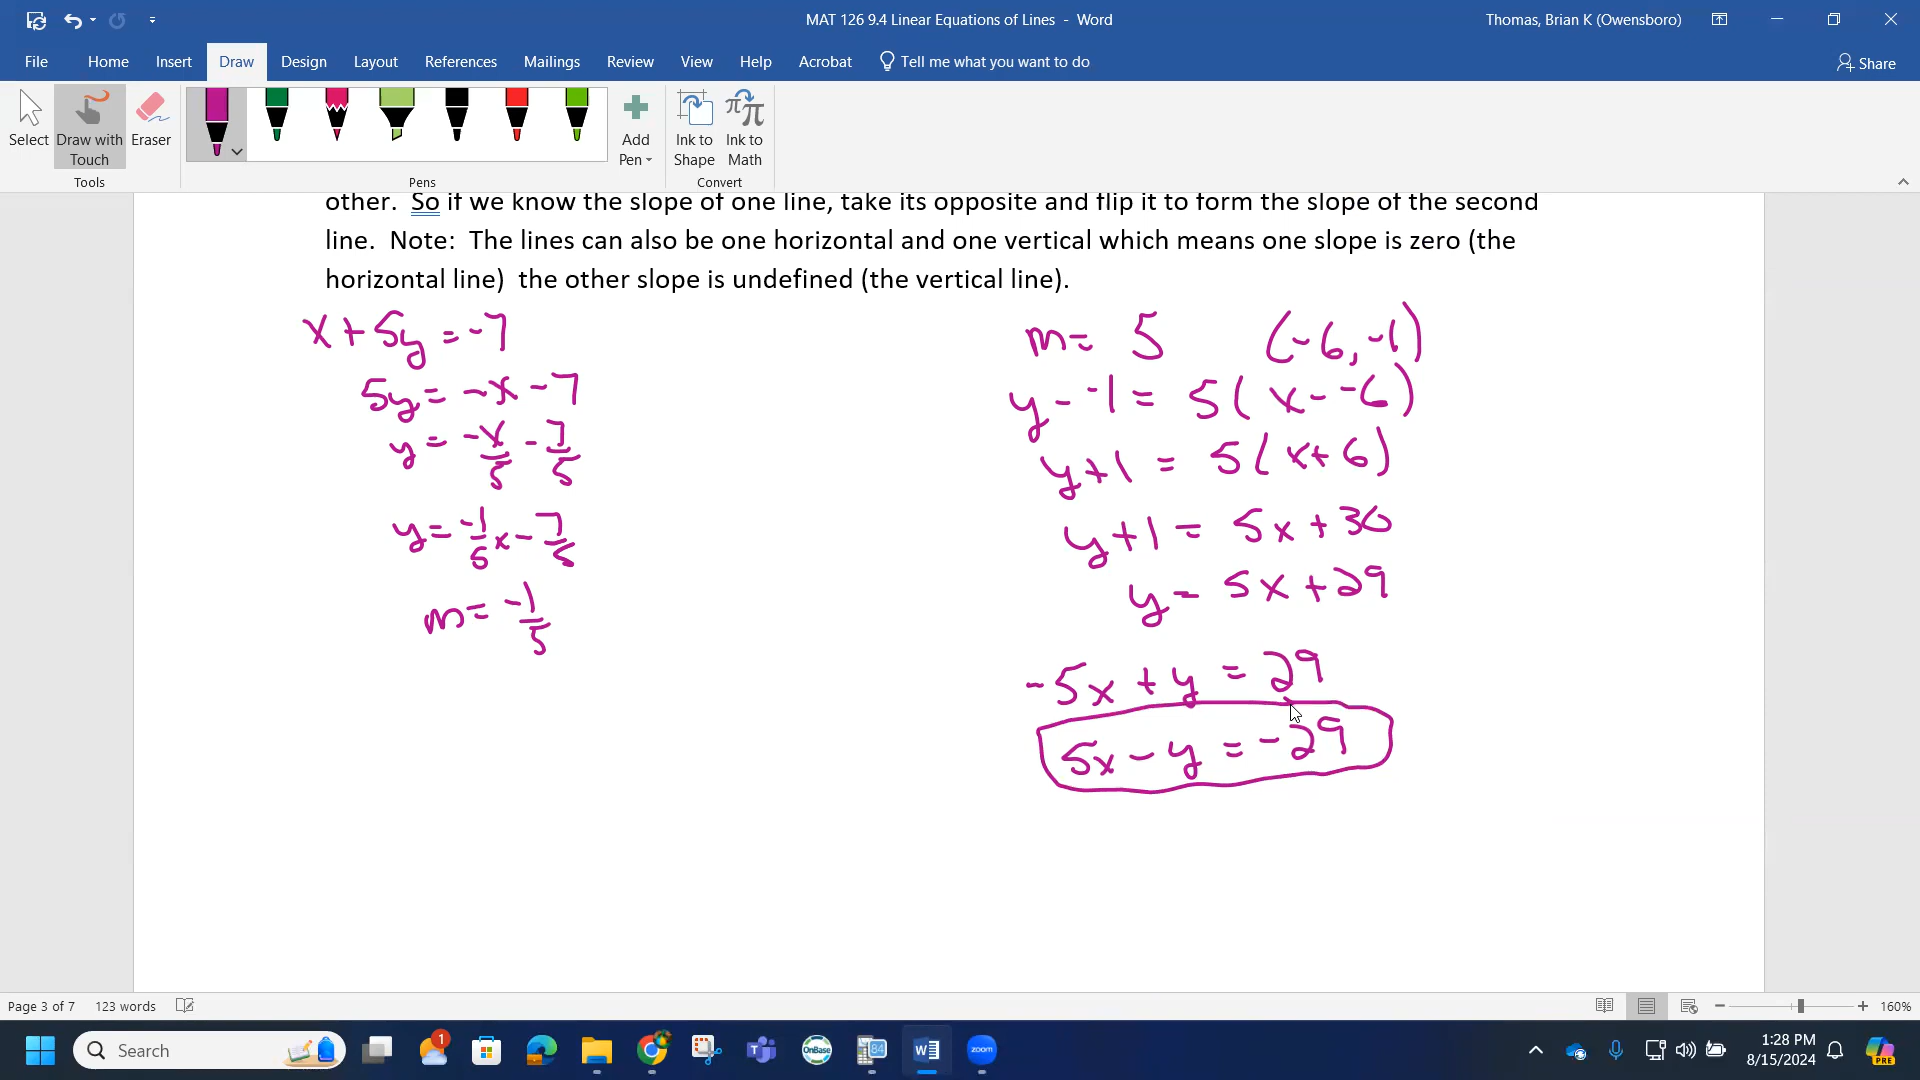 MAT 126 9.4 Linear Equations of Lines - Word
Thomas, Brian K (Owensboro)
File Home Insert Draw Design Layout References Mailings Review View Help Acrobat Tell me what you want to do
Share
Select
Draw with Touch
Eraser
Add Pen
Ink to Shape
Ink to Math
Tools
Pens
Convert
other. So if we know the slope of one line, take its opposite and flip it to form the slope of the second
line. Note: The lines can also be one horizontal and one vertical which means one slope is zero (the
horizontal line) the other slope is undefined (the vertical line).
x + 5y = -7
5y = -x - 7
y = -x/5 - 7/5
y = -1/5 x - 7/5
m = -1/5
m = 5 (-6, -1)
y - -1 = 5(x - -6)
y + 1 = 5(x + 6)
y + 1 = 5x + 30
y = 5x + 29
-5x + y = 29
5x - y = -29
Page 3 of 7
123 words
160%
Search
1
OnBase
84
zoom
PRE
1:28 PM
8/15/2024